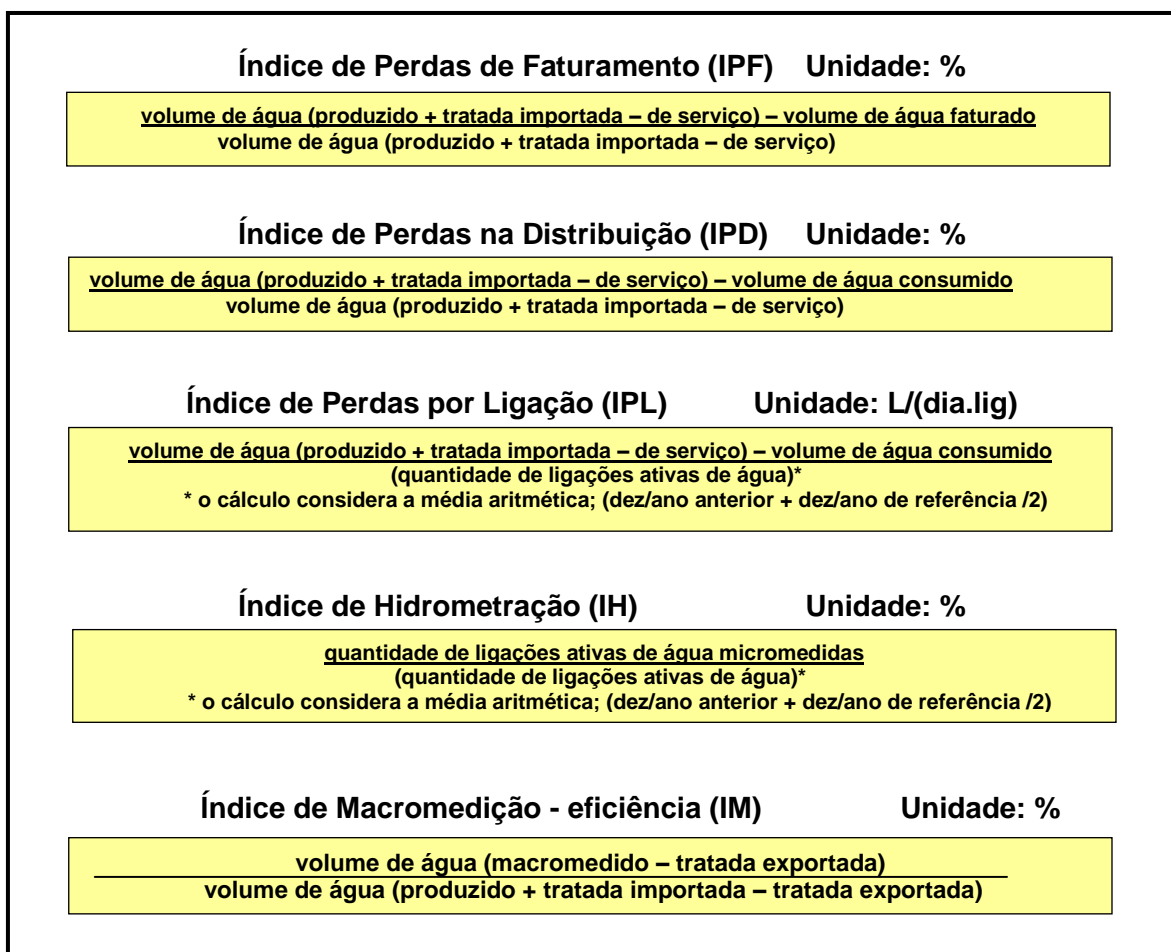 Índice de Perdas de Faturamento (IPF) Unidade: %
volume de água (produzido + tratada importada – de serviço) – volume de água faturado
volume de água (produzido + tratada importada – de serviço)
Índice de Perdas na Distribuição (IPD) Unidade: %
volume de água (produzido + tratada importada – de serviço) – volume de água consumido
volume de água (produzido + tratada importada – de serviço)
Índice de Perdas por Ligação (IPL) Unidade: L/(dia.lig)
volume de água (produzido + tratada importada – de serviço) – volume de água consumido
(quantidade de ligações ativas de água)*
* o cálculo considera a média aritmética; (dez/ano anterior + dez/ano de referência /2)
Índice de Hidrometração (IH) Unidade: %
quantidade de ligações ativas de água micromedidas
(quantidade de ligações ativas de água)*
* o cálculo considera a média aritmética; (dez/ano anterior + dez/ano de referência /2)
Índice de Macromedição - eficiência (IM) Unidade: %
volume de água (macromedido – tratada exportada)
volume de água (produzido + tratada importada – tratada exportada)